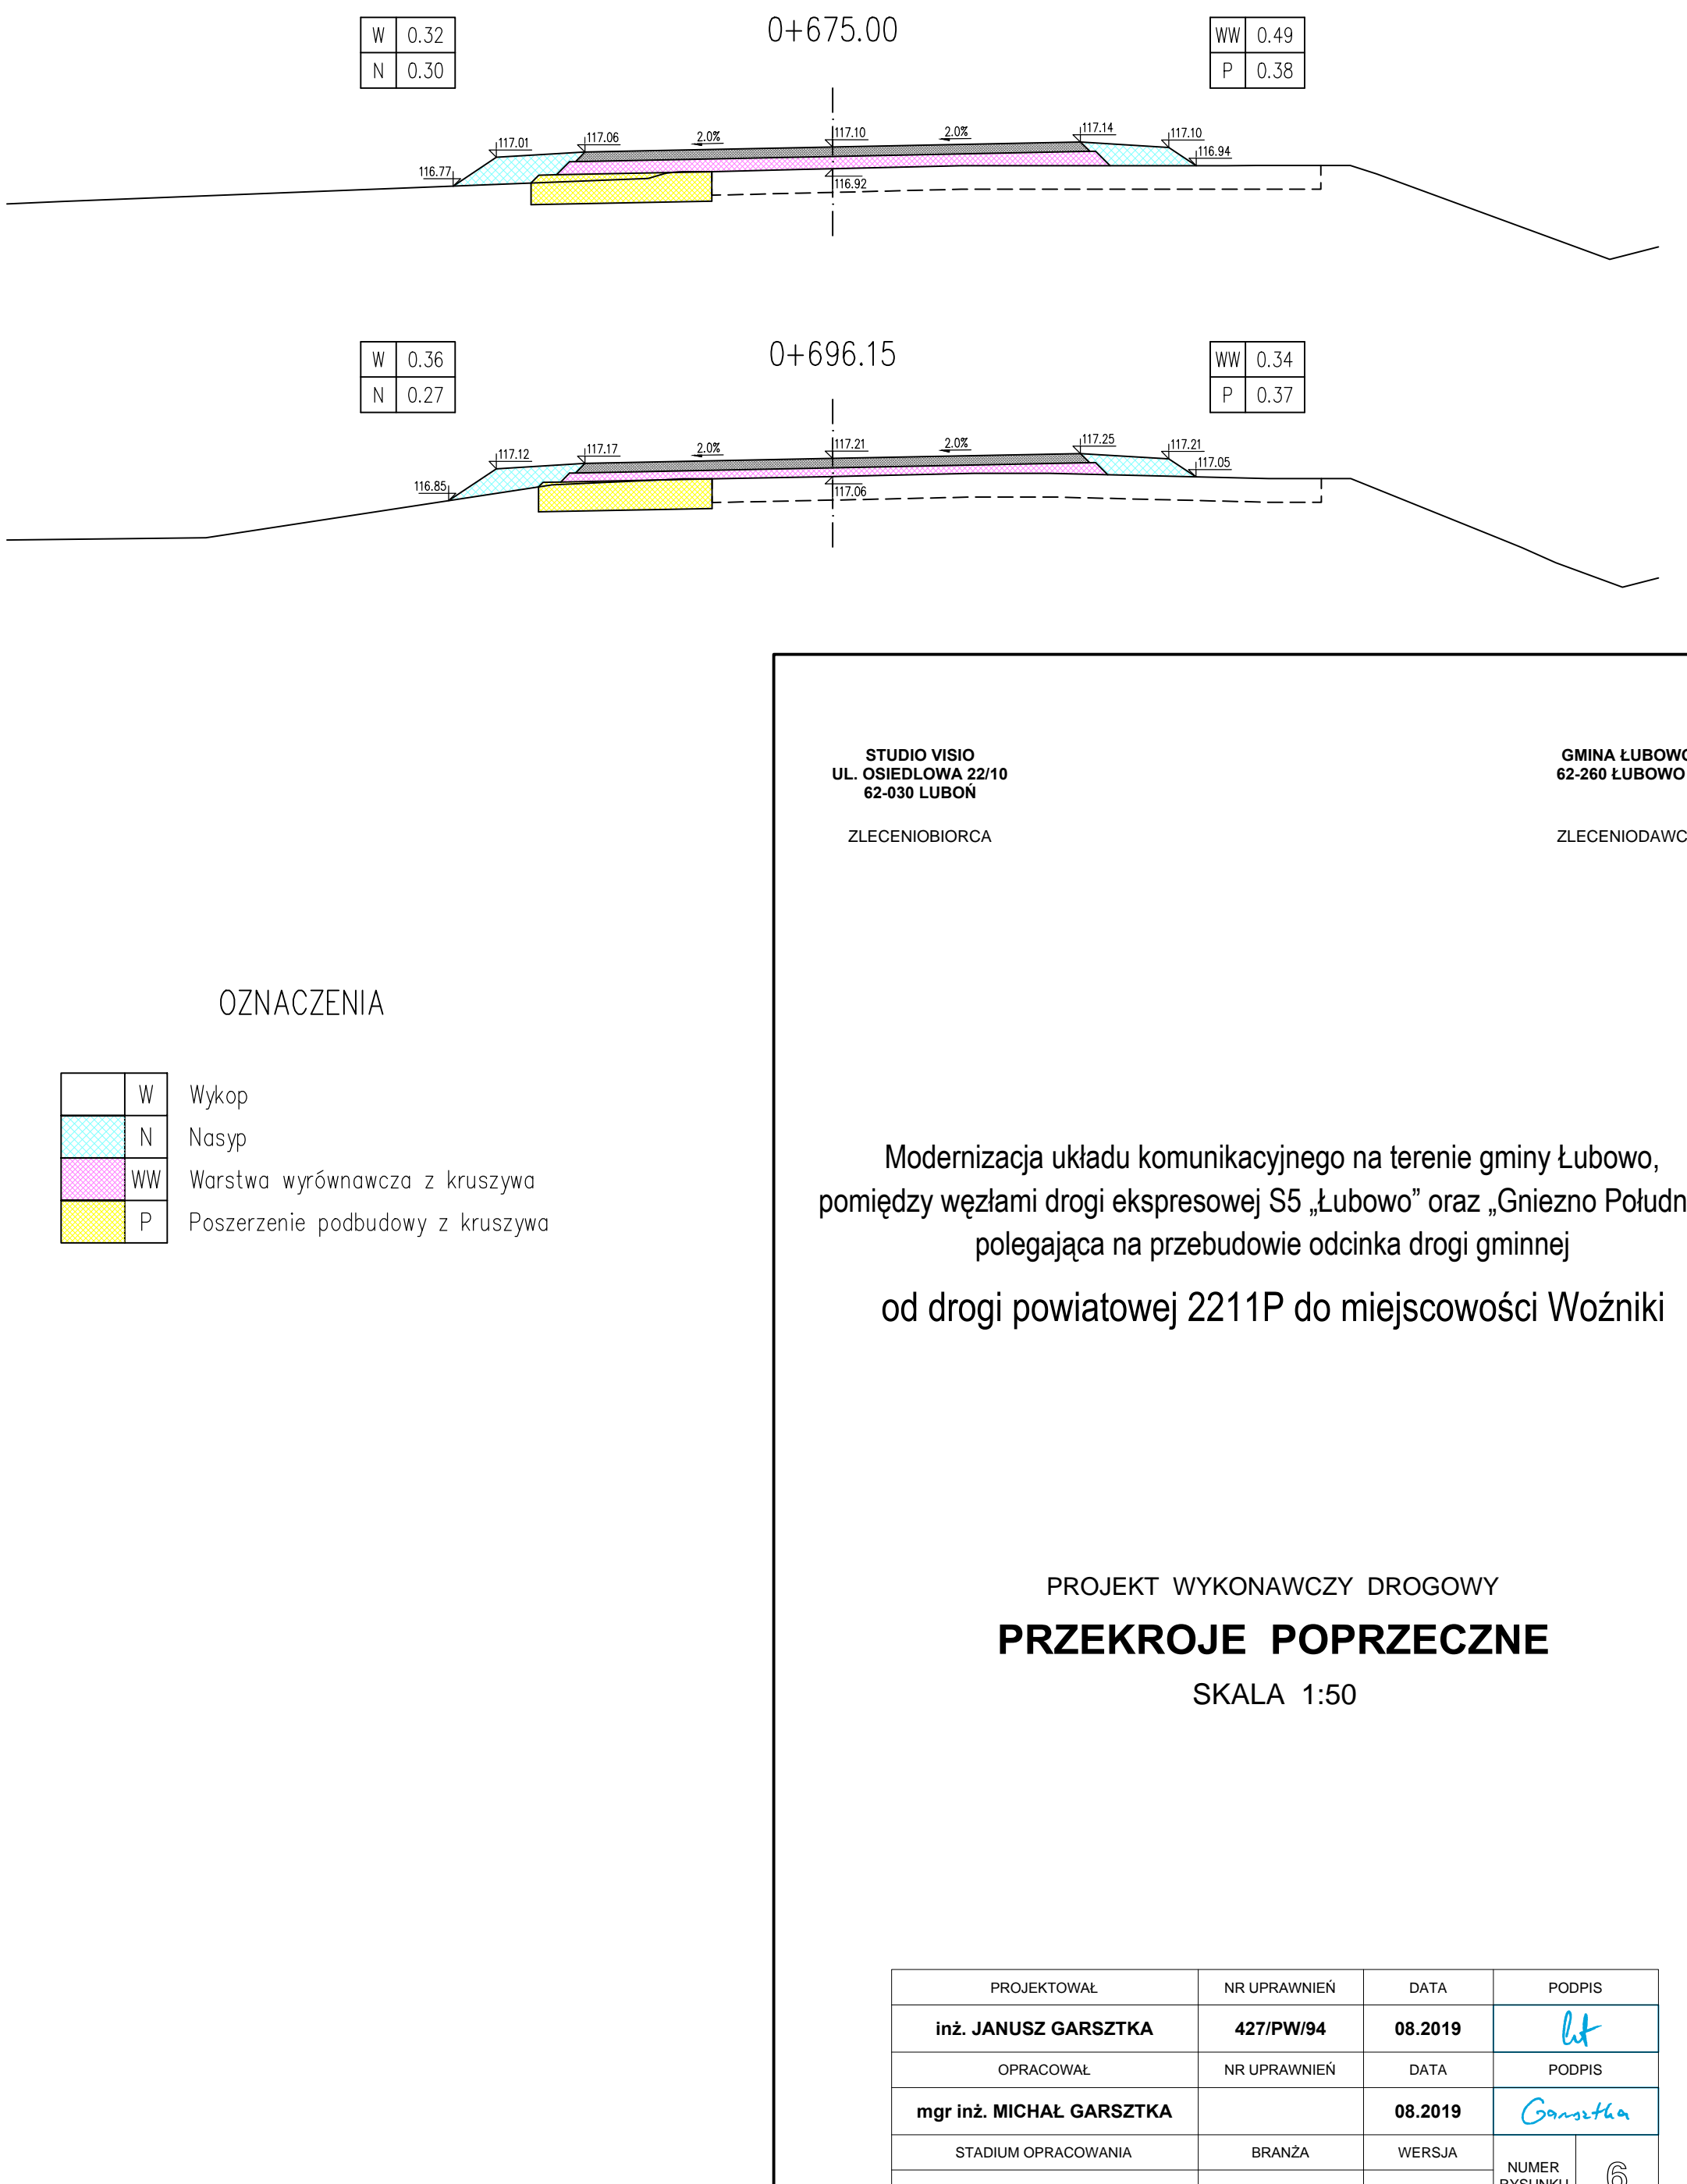 W 0.32
N 0.30
0+675.00
WW 0.49
P 0.38
116.77 117.01 117.06 2.0% 117.10 2.0% 117.14 117.10 116.94
116.92
W 0.36
N 0.27
0+696.15
WW 0.34
P 0.37
116.85 117.12 117.17 2.0% 117.21 2.0% 117.25 117.21 117.05
117.06
STUDIO VISIO
UL. OSIEDLOWA 22/10
62-030 LUBOŃ
ZLECENIOBIORCA
GMINA ŁUBOWO
62-260 ŁUBOWO
ZLECENIODAWC
OZNACZENIA
W Wykop
N Nasyp
WW Warstwa wyrównawcza z kruszywa
P Poszerzenie podbudowy z kruszywa
Modernizacja układu komunikacyjnego na terenie gminy Łubowo,
pomiędzy węzłami drogi ekspresowej S5 „Łubowo” oraz „Gniezno Połudn
polegająca na przebudowie odcinka drogi gminnej
od drogi powiatowej 2211P do miejscowości Woźniki
PROJEKT WYKONAWCZY DROGOWY
PRZEKROJE POPRZECZNE
SKALA 1:50
PROJEKTOWAŁ NR UPRAWNIEŃ DATA PODPIS
inż. JANUSZ GARSZTKA 427/PW/94 08.2019
OPRACOWAŁ NR UPRAWNIEŃ DATA PODPIS
mgr inż. MICHAŁ GARSZTKA 08.2019 Garsztka
STADIUM OPRACOWANIA BRANŻA WERSJA
NUMER
RYSUNKU 6